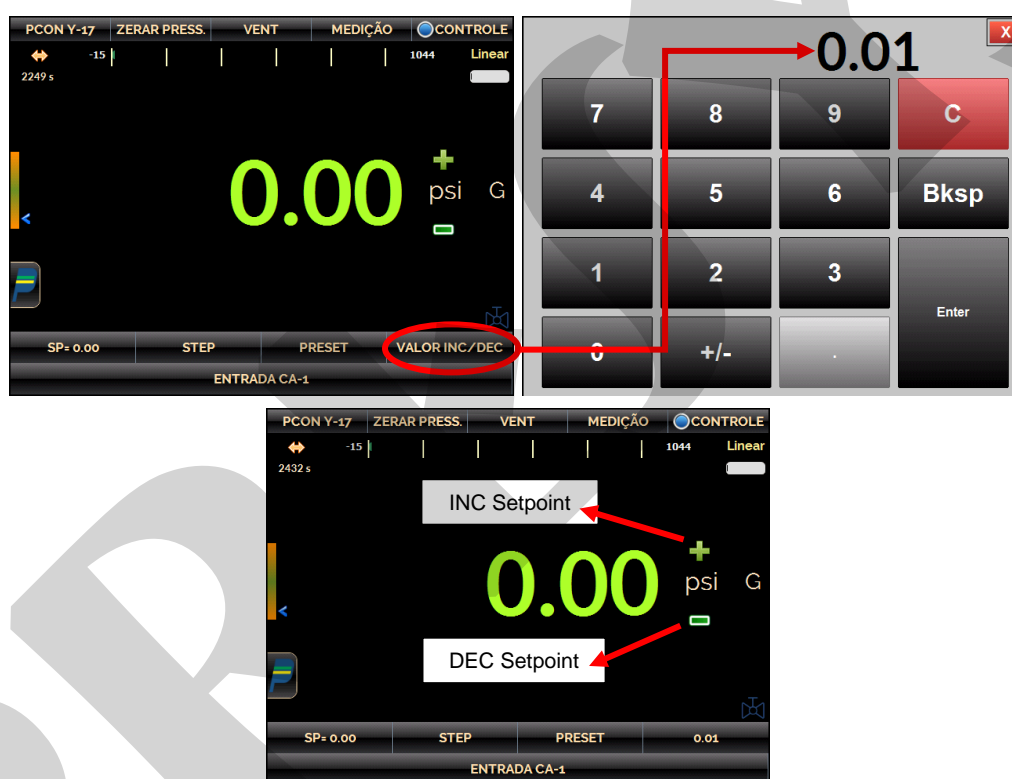 PCON Y-17 ZERAR PRESS. VENT MEDIÇÃO CONTROLE
-15 1044 Linear
2249 s
0.00 psi G
SP= 0.00 STEP PRESET VALOR INC/DEC
ENTRADA CA-1
X
0.01
7 8 9 C
4 5 6 Bksp
1 2 3
Enter
0 +/- .
PCON Y-17 ZERAR PRESS. VENT MEDIÇÃO CONTROLE
-15 1044 Linear
2432 s
INC Setpoint
0.00 psi G
DEC Setpoint
SP= 0.00 STEP PRESET 0.01
ENTRADA CA-1